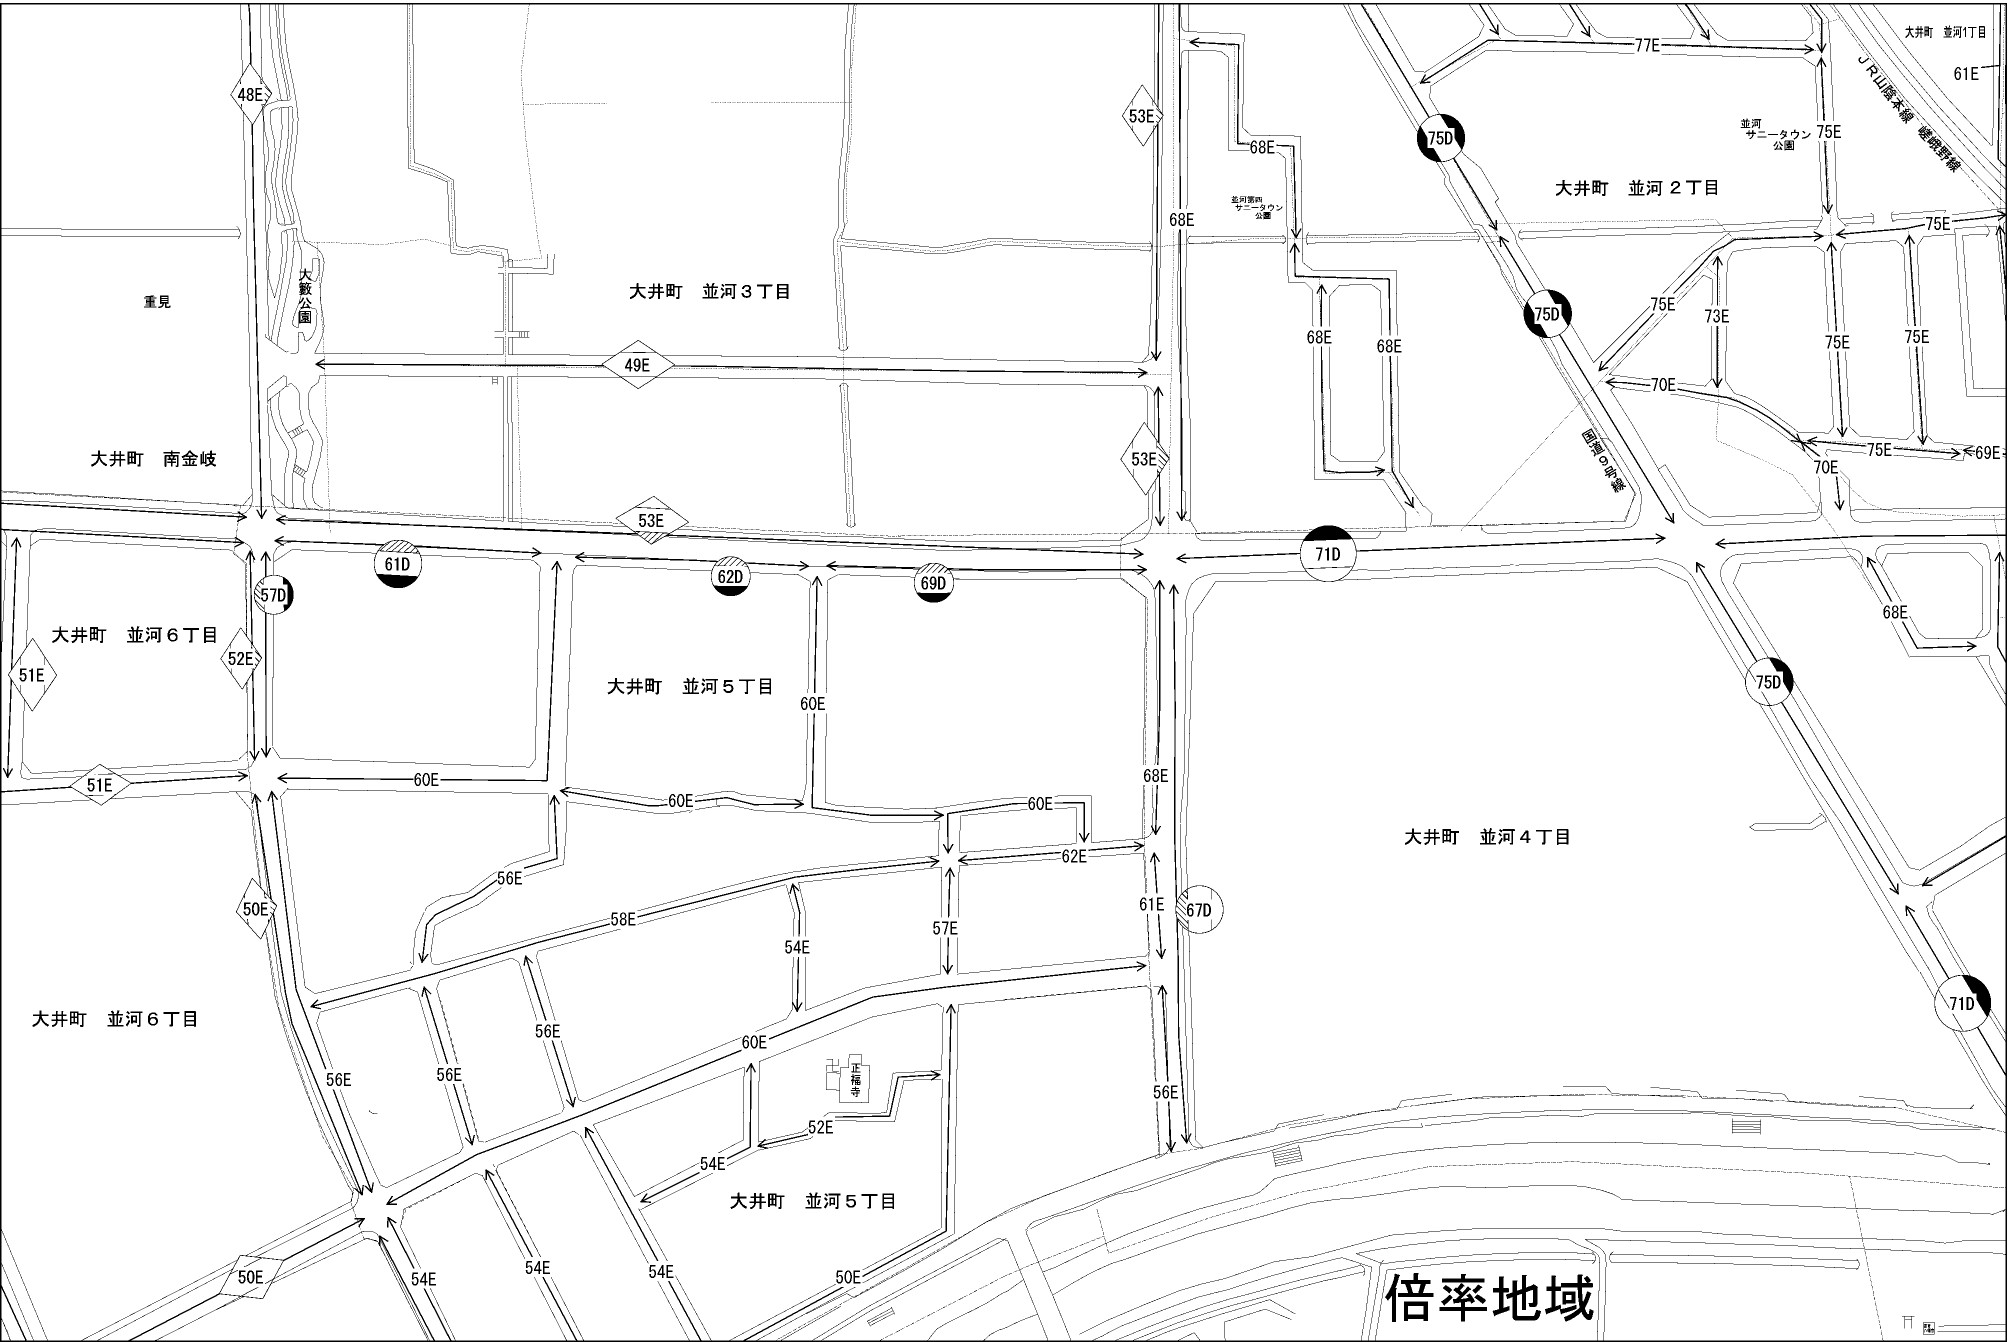 大井町　並河1丁目
77E
61E
48E
53E
75D
並河
サニータウン
公園
75E
JR山陰本線　嵯峨野線
68E
大井町　並河２丁目
並河第四
サニータウン
公園
68E
75E
大藪公園
重見
大井町　並河３丁目
75D
75E
73E
68E
68E
75E
75E
49E
70E
大井町　南金岐
53E
国道９号線
75E
69E
70E
53E
71D
61D
62D
69D
57D
68E
大井町　並河６丁目
52E
51E
大井町　並河５丁目
60E
75D
51E
60E
68E
60E
60E
大井町　並河４丁目
62E
56E
50E
58E
61E
67D
57E
54E
71D
大井町　並河６丁目
56E
60E
56E
56E
正福寺
56E
52E
54E
大井町　並河５丁目
50E
54E
54E
54E
50E
倍率地域